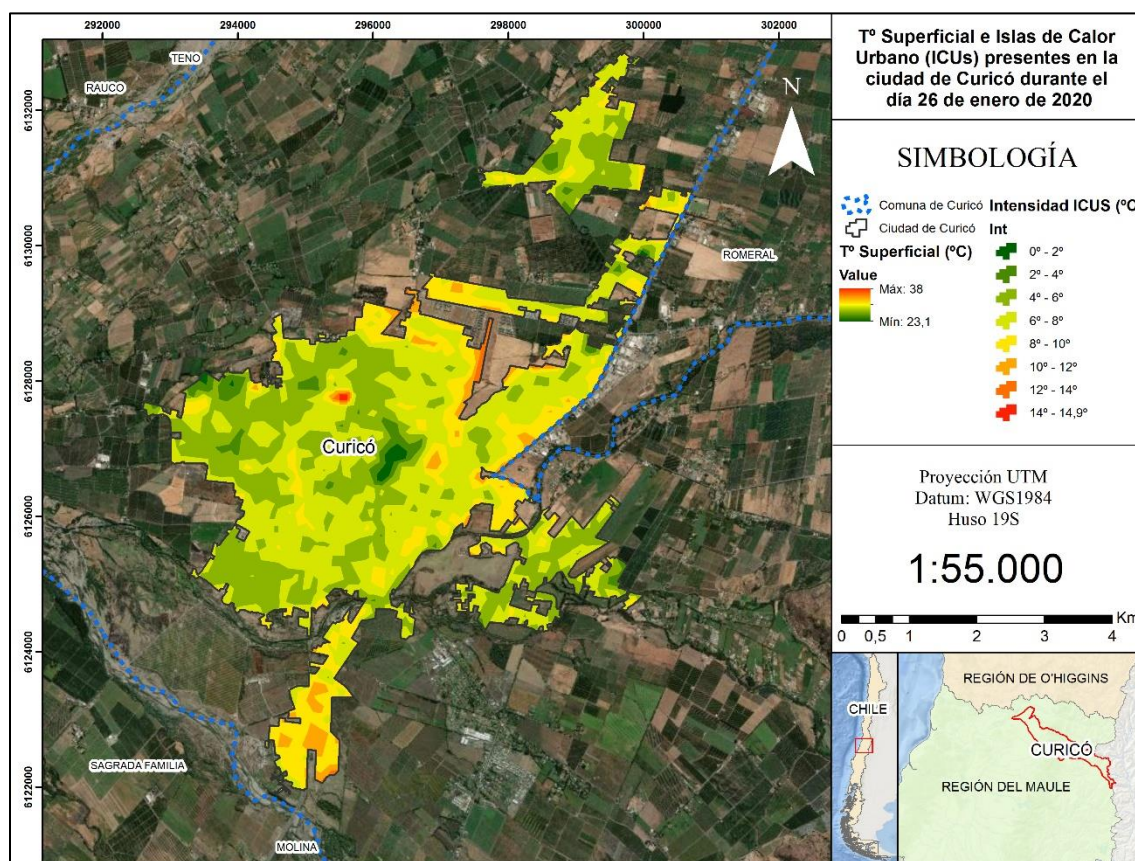 292000 294000 296000 298000 300000 302000
6132000
6130000
6128000
6126000
6124000
6122000
TENO
RAUCO
N
ROMERAL
Curicó
SAGRADA FAMILIA
MOLINA
Tº Superficial e Islas de Calor
Urbano (ICUs) presentes en la
ciudad de Curicó durante el
día 26 de enero de 2020
SIMBOLOGÍA
Comuna de Curicó
Ciudad de Curicó
Tº Superficial (ºC)
Value
Máx: 38
Mín: 23,1
Intensidad ICUS (ºC
Int
0º - 2º
2º - 4º
4º - 6º
6º - 8º
8º - 10º
10º - 12º
12º - 14º
14º - 14,9º
Proyección UTM
Datum: WGS1984
Huso 19S
1:55.000
Km
0 0,5 1 2 3 4
CHILE
REGIÓN DE O'HIGGINS
CURICÓ
REGIÓN DEL MAULE